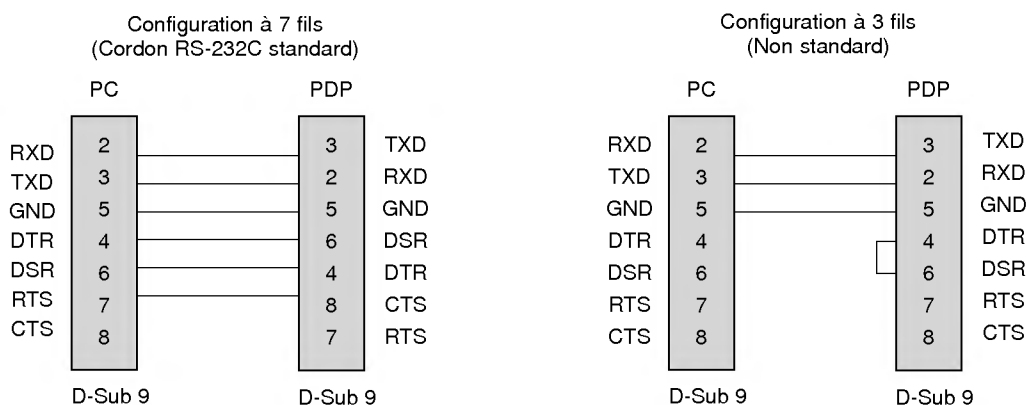 Configuration à 7 fils
(Cordon RS-232C standard)
PC PDP
RXD 2 3 TXD
TXD 3 2 RXD
GND 5 5 GND
DTR 4 6 DSR
DSR 6 4 DTR
RTS 7 8 CTS
CTS 8 7 RTS
D-Sub 9 D-Sub 9
Configuration à 3 fils
(Non standard)
PC PDP
RXD 2 3 TXD
TXD 3 2 RXD
GND 5 5 GND
DTR 4 4 DTR
DSR 6 6 DSR
RTS 7 7 RTS
CTS 8 8 CTS
D-Sub 9 D-Sub 9